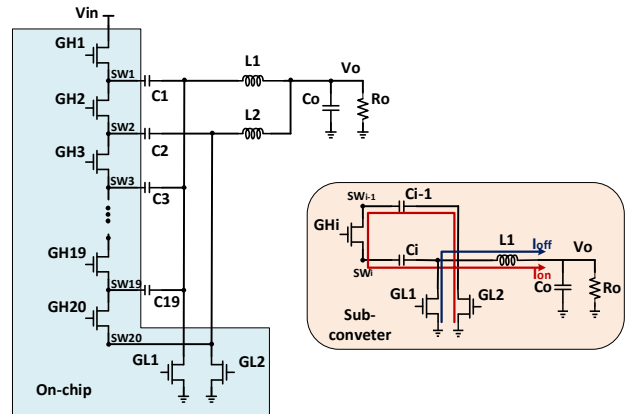 Vin
GH1
SW1
C1
L1
Vo
Co
Ro
GH2
SW2
C2
L2
GH3
SW3
C3
GH19
SW19
C19
GH20
SW20
GL1
GL2
On-chip
SWi-1
Ci-1
GHi
Ci
SWi
Ioff
L1
Vo
Ion
Co
Ro
GL1
GL2
Sub-
conveter